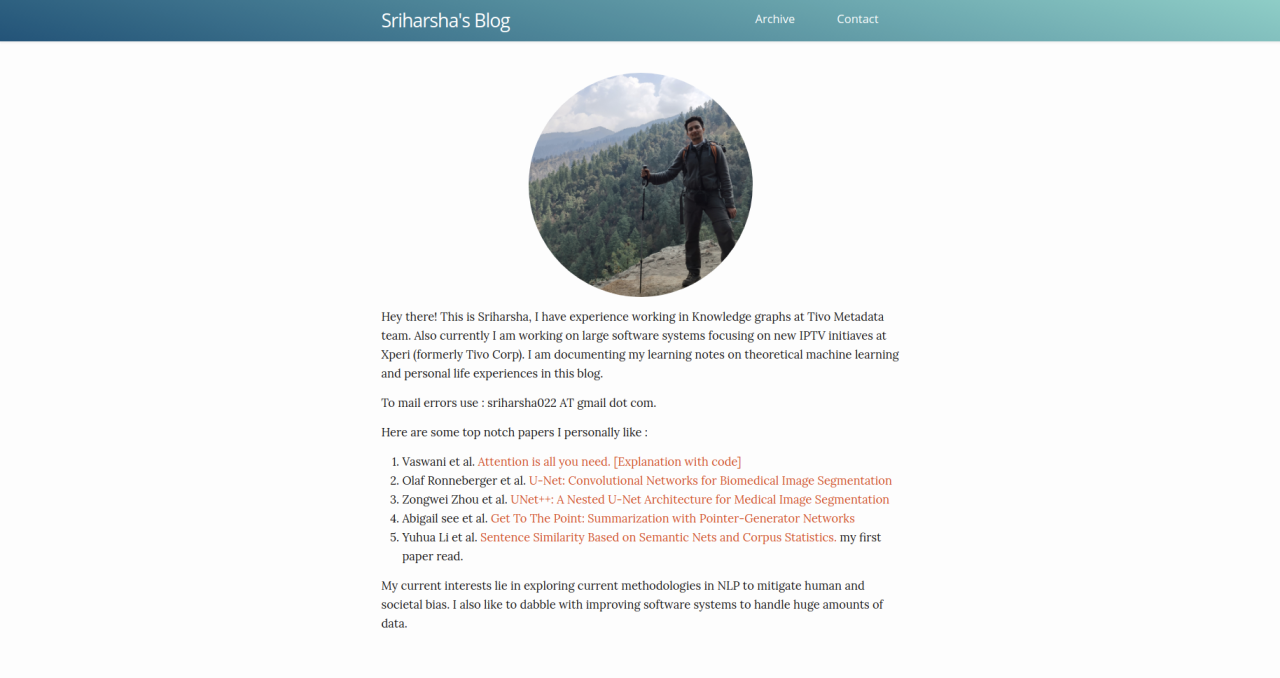 Sriharsha's Blog
Archive
Contact
Hey there! This is Sriharsha, I have experience working in Knowledge graphs at Tivo Metadata
team. Also currently I am working on large software systems focusing on new IPTV initiaves at
Xperi (formerly Tivo Corp). I am documenting my learning notes on theoretical machine learning
and personal life experiences in this blog.
To mail errors use : sriharsha022 AT gmail dot com.
Here are some top notch papers I personally like :
1. Vaswani et al. Attention is all you need. [Explanation with code]
2. Olaf Ronneberger et al. U-Net: Convolutional Networks for Biomedical Image Segmentation
3. Zongwei Zhou et al. UNet++: A Nested U-Net Architecture for Medical Image Segmentation
4. Abigail see et al. Get To The Point: Summarization with Pointer-Generator Networks
5. Yuhua Li et al. Sentence Similarity Based on Semantic Nets and Corpus Statistics. my first
paper read.
My current interests lie in exploring current methodologies in NLP to mitigate human and
societal bias. I also like to dabble with improving software systems to handle huge amounts of
data.